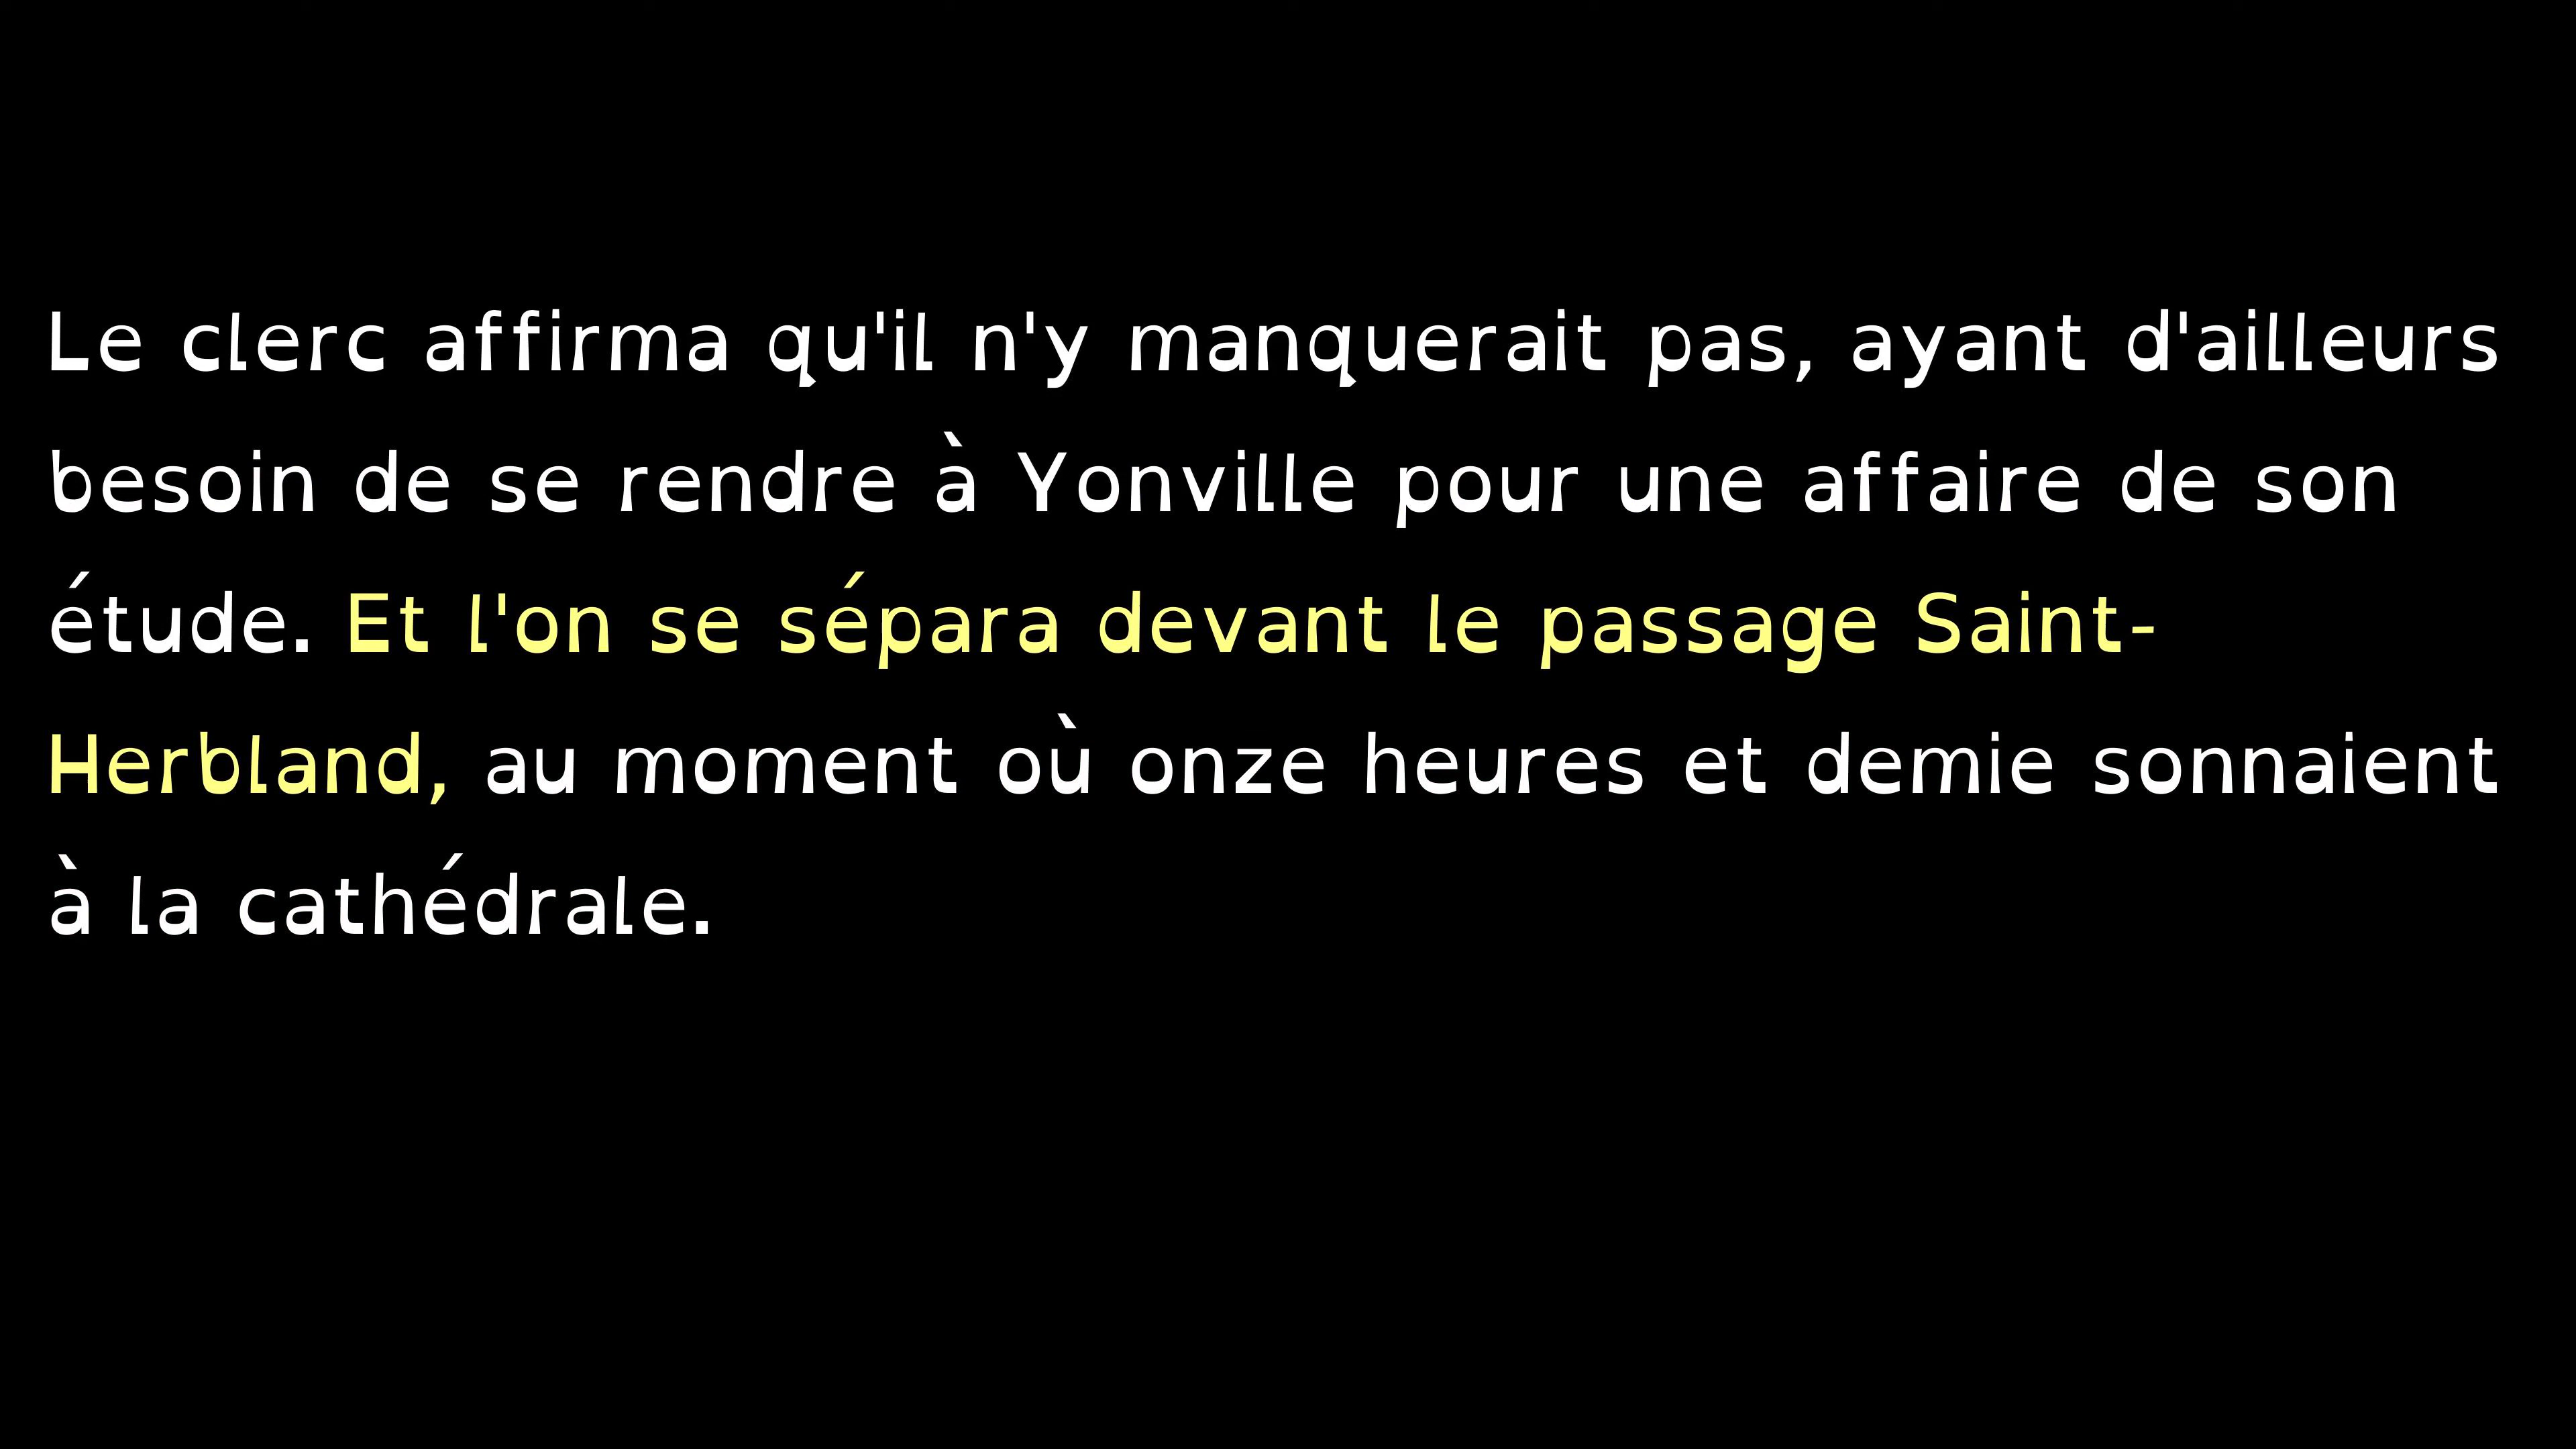 Le clerc affirma qu'il n'y manquerait pas, ayant d'ailleurs
besoin de se rendre à Yonville pour une affaire de son
étude. Et l'on se sépara devant le passage Saint-
Herbland, au moment où onze heures et demie sonnaient
à la cathédrale.